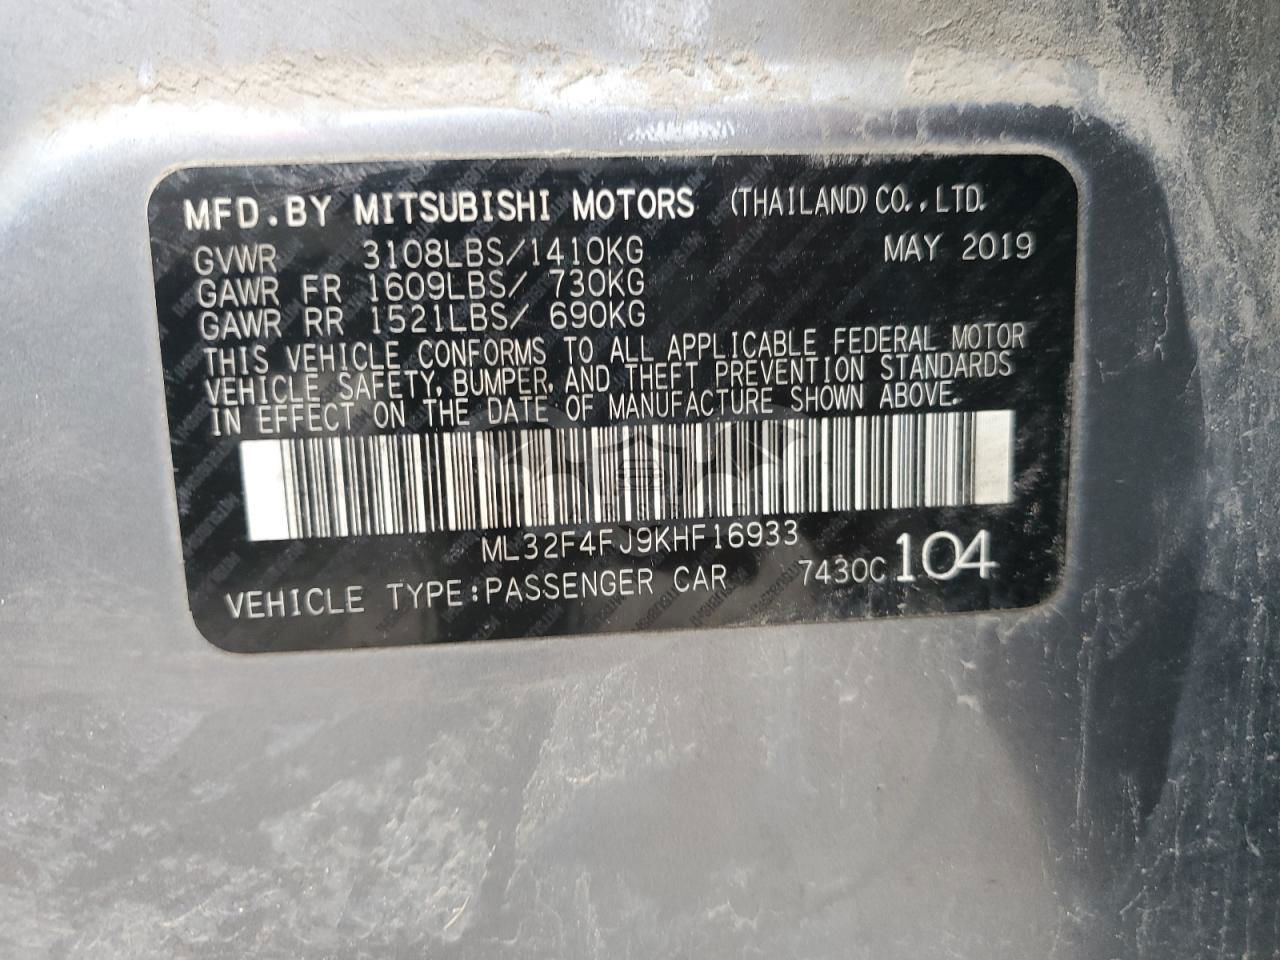 MFD.BY MITSUBISHI MOTORS (THAILAND) CO.,LTD.
GVWR 3108LBS/1410KG MAY 2019
GAWR FR 1609LBS/ 730KG
GAWR RR 1521LBS/ 690KG
THIS VEHICLE CONFORMS TO ALL APPLICABLE FEDERAL MOTOR
VEHICLE SAFETY, BUMPER, AND THEFT PREVENTION STANDARDS
IN EFFECT ON THE DATE OF MANUFACTURE SHOWN ABOVE.
ML32F4FJ9KHF16933
VEHICLE TYPE:PASSENGER CAR 7430C 104